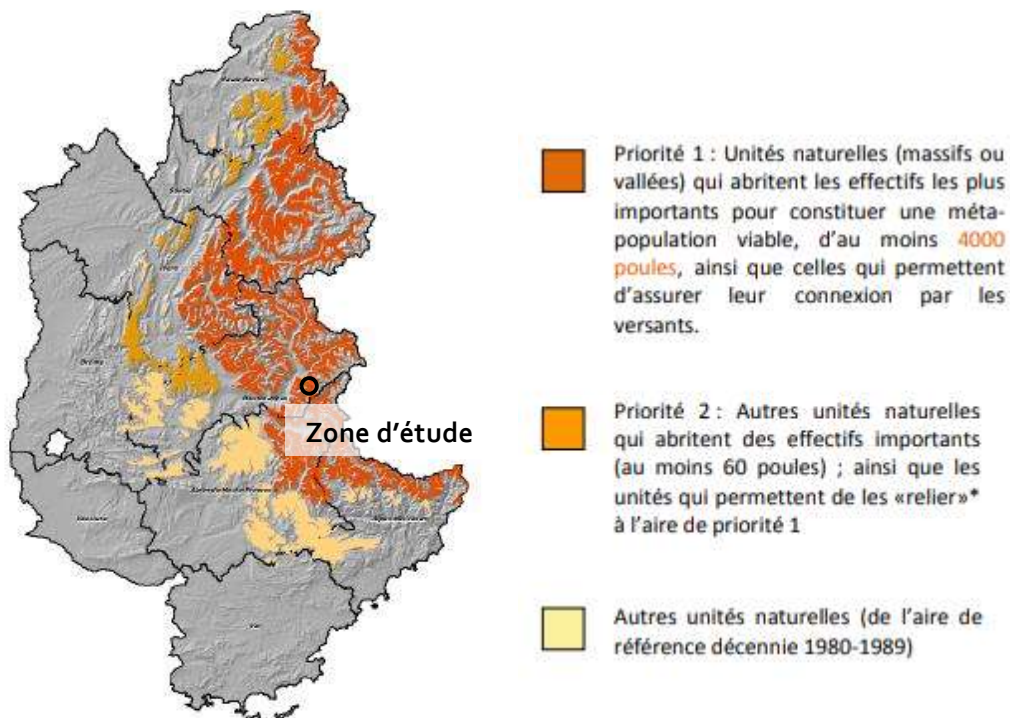 Priorité 1 : Unités naturelles (massifs ou
vallées) qui abritent les effectifs les plus
importants pour constituer une méta-
population viable, d'au moins 4000
poules, ainsi que celles qui permettent
d'assurer leur connexion par les
versants.
Zone d'étude
Priorité 2 : Autres unités naturelles
qui abritent des effectifs importants
(au moins 60 poules) ; ainsi que les
unités qui permettent de les «relier»*
à l'aire de priorité 1
Autres unités naturelles (de l'aire de
référence décennie 1980-1989)